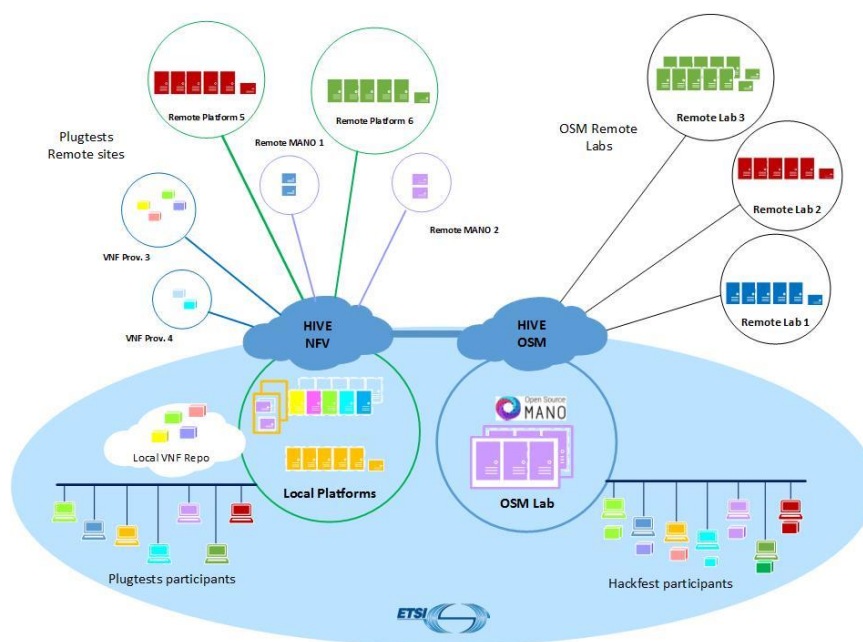 Remote Platform 5
Remote Platform 6
Remote Lab 3
Plugtests
Remote sites
OSM Remote
Labs
Remote MANO 1
Remote MANO 2
Remote Lab 2
VNF Prov. 3
VNF Prov. 4
Remote Lab 1
HIVE
NFV
HIVE
OSM
Open Source
MANO
Local VNF Repo
Local Platforms
OSM Lab
Plugtests participants
Hackfest participants
ETSI